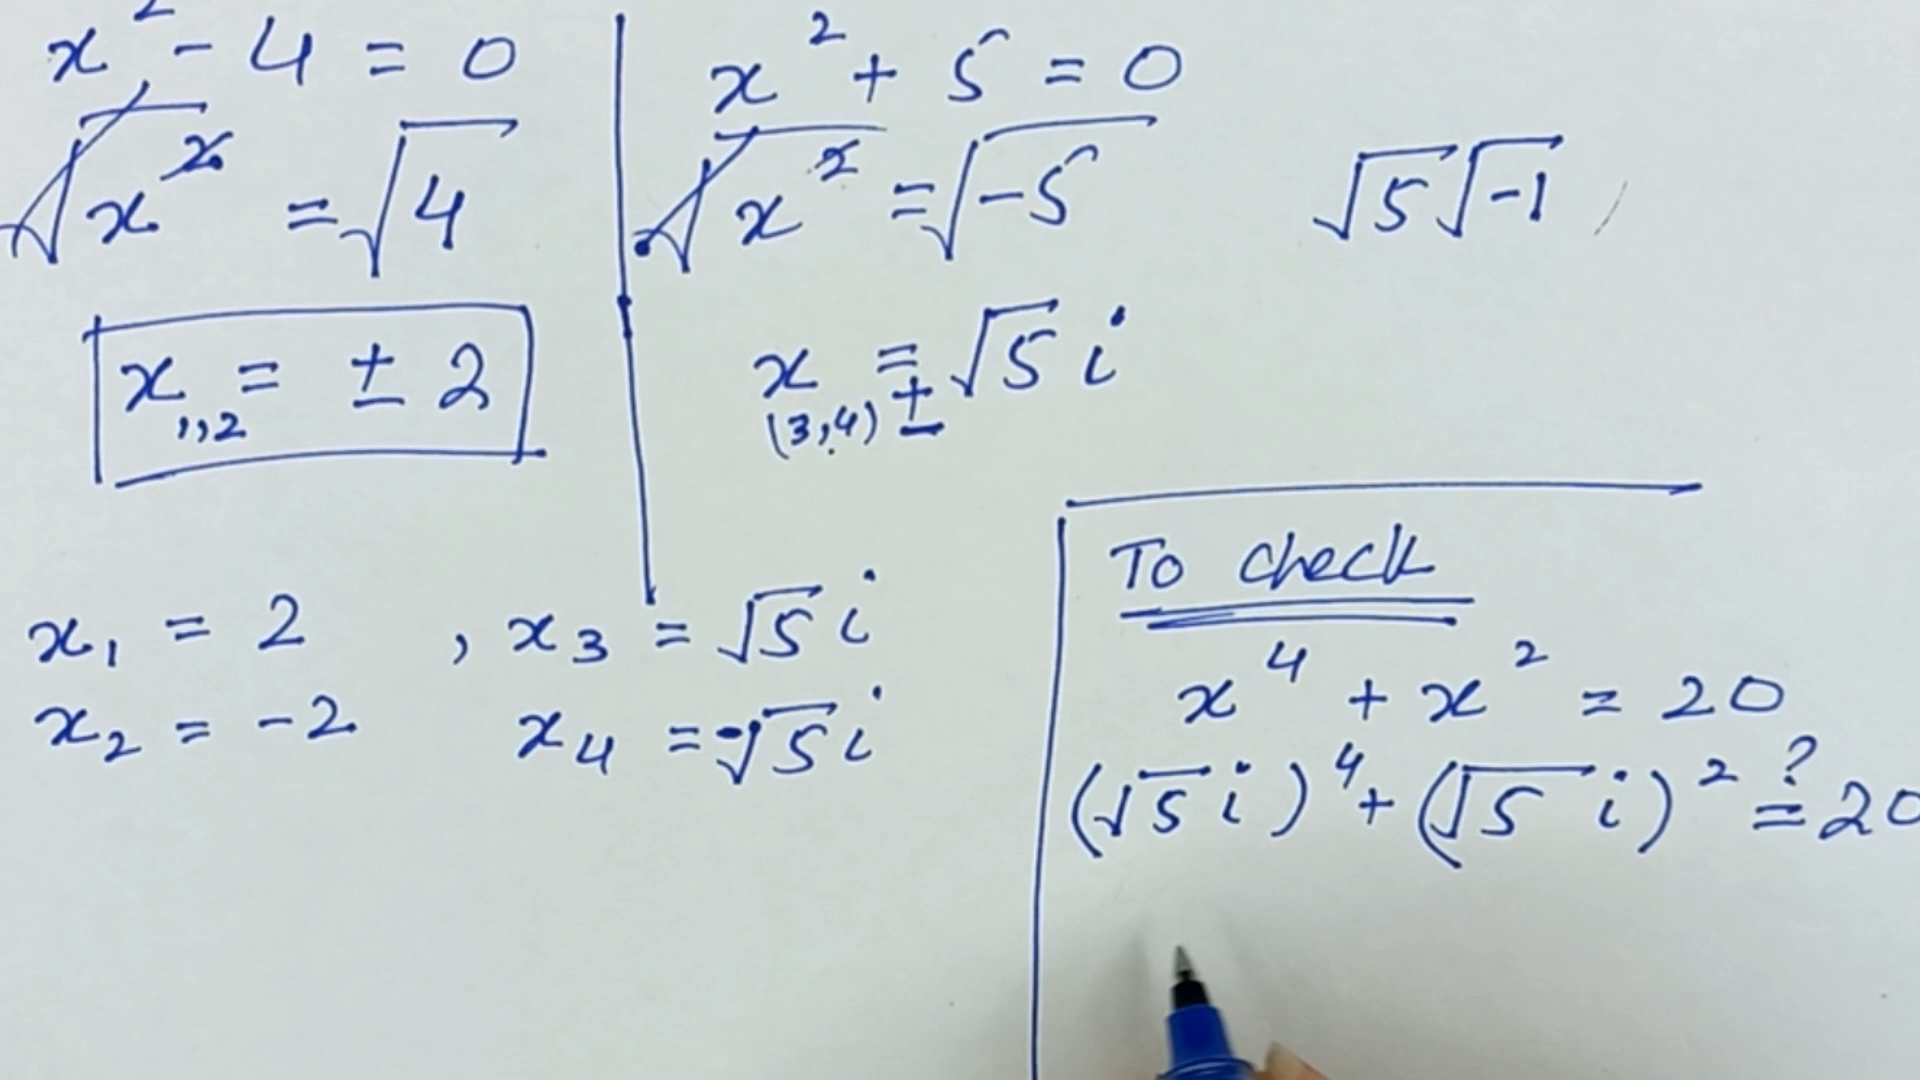 x² - 4 = 0
√x² = √4
x₁,₂ = ± 2
x² + 5 = 0
√x² = √-5
√5 √-1
x₍₃,₄₎ = ± √5 i
x₁ = 2 , x₃ = √5 i
x₂ = -2 x₄ = -√5 i
To check
x⁴ + x² = 20
(√5 i)⁴ + (√5 i)² ?= 20